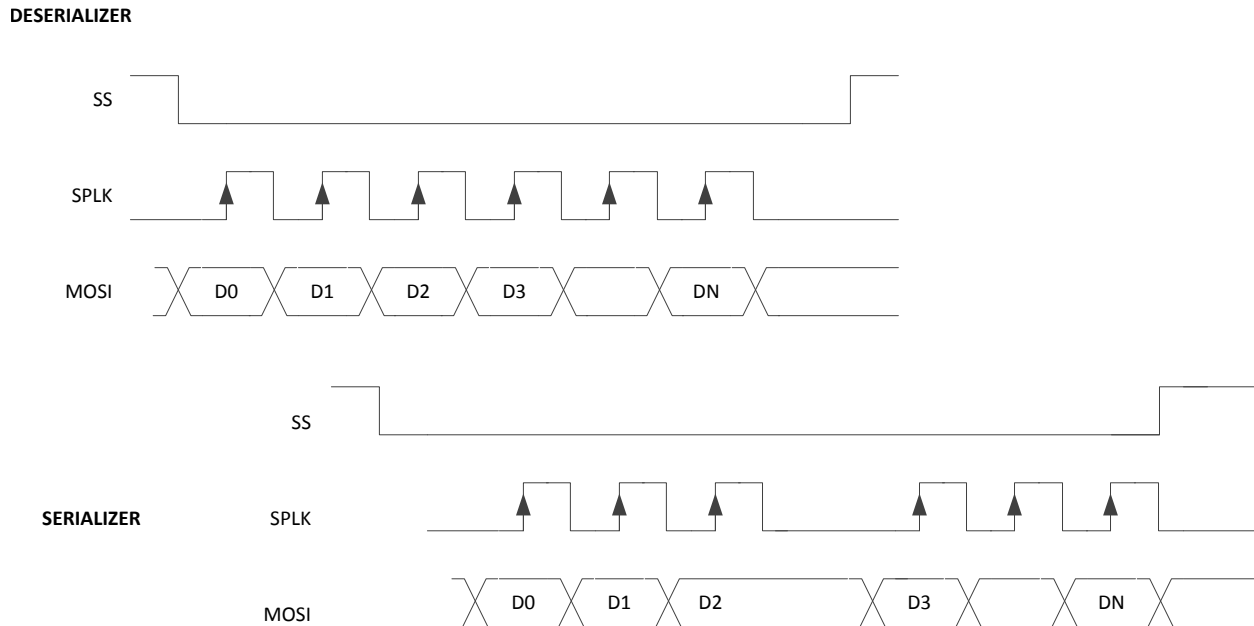 DESERIALIZER
SS
SPLK
MOSI D0 D1 D2 D3 DN
SS
SERIALIZER SPLK
MOSI D0 D1 D2 D3 DN